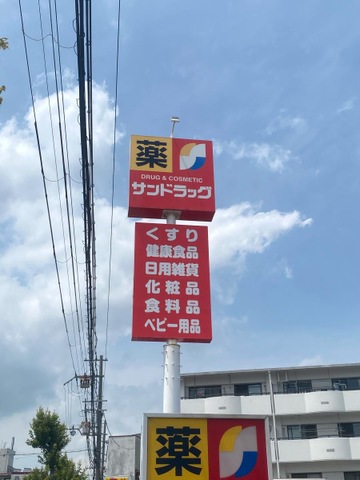 薬
DRUG & COSMETIC
サンドラッグ
くすり
健康食品
日用雑貨
化粧品
食料品
ベビー用品
薬